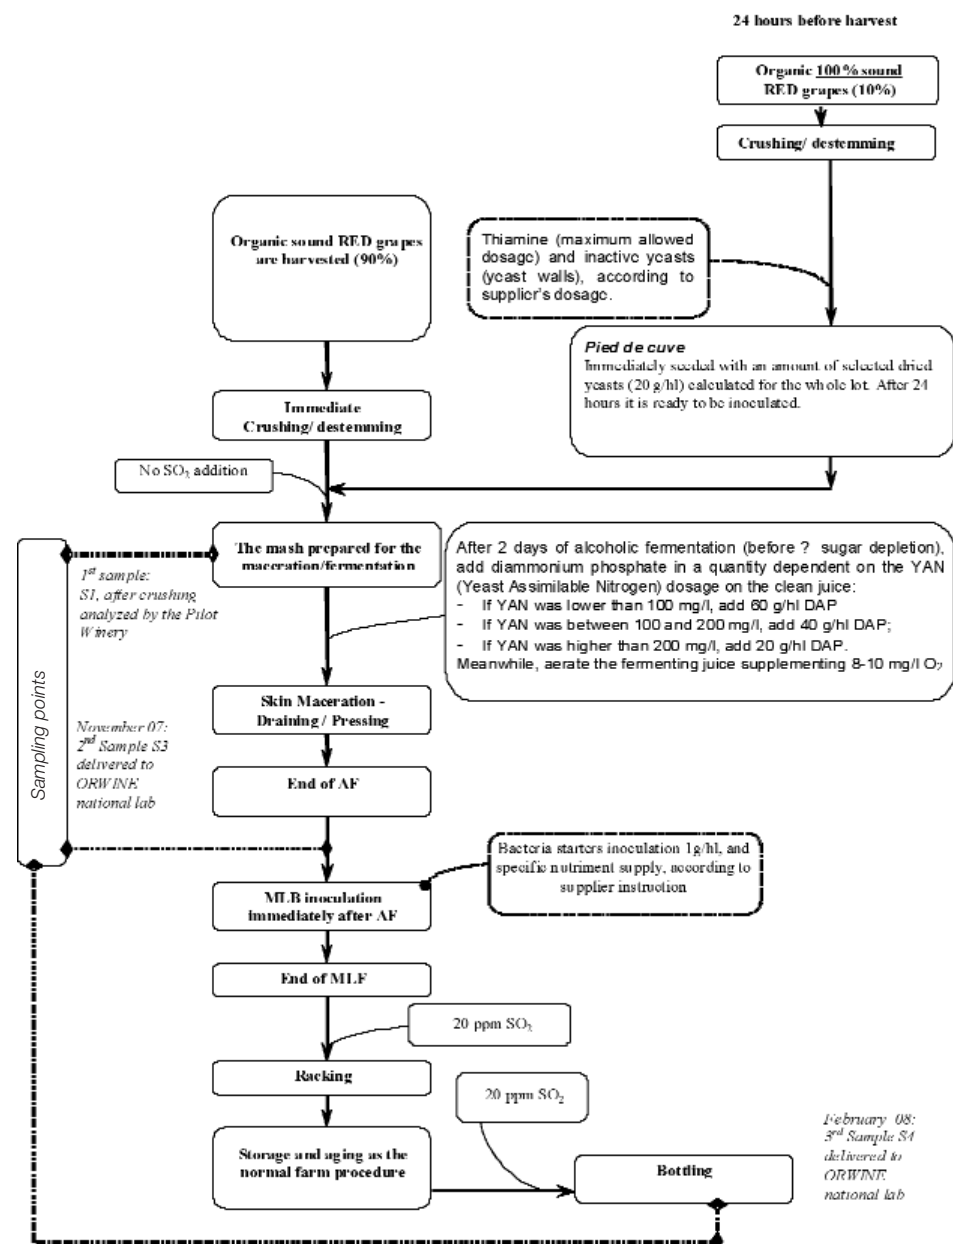 24 hours before harvest
Organic 100% sound
RED grapes (10%)
Crushing/ destemming
Organic sound RED grapes
are harvested (90%)
Thiamine (maximum allowed
dosage) and inactive yeasts
(yeast walls), according to
supplier's dosage.
Pied de cuve
Immediately seeded with an amount of selected dried
yeasts (20 g/hl) calculated for the whole lot. After 24
hours it is ready to be inoculated.
Immediate
Crushing/ destemming
No SO2 addition
The mash prepared for the
maceration/fermentation
After 2 days of alcoholic fermentation (before ? sugar depletion),
add diammonium phosphate in a quantity dependent on the YAN
(Yeast Assimilable Nitrogen) dosage on the clean juice:
- If YAN was lower than 100 mg/l, add 60 g/hl DAP
- If YAN was between 100 and 200 mg/l, add 40 g/hl DAP;
- If YAN was higher than 200 mg/l, add 20 g/hl DAP.
Meanwhile, aerate the fermenting juice supplementing 8-10 mg/l O2
Sampling points
1st sample:
S1, after crushing
analyzed by the Pilot
Winery
Skin Maceration -
Draining / Pressing
November 07:
2nd Sample S3
delivered to
ORWINE
national lab
End of AF
Bacteria starters inoculation 1g/hl, and
specific nutriment supply, according to
supplier instruction
MLB inoculation
immediately after AF
End of MLF
20 ppm SO2
Racking
20 ppm SO2
Storage and aging as the
normal farm procedure
Bottling
February 08:
3rd Sample S4
delivered to
ORWINE
national lab